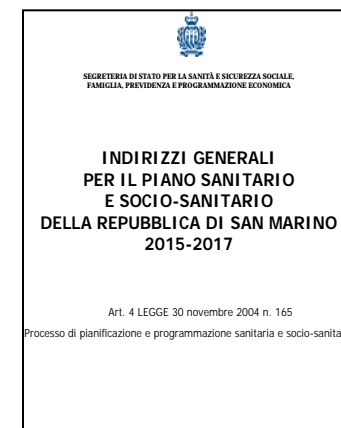 SEGRETERIA DI STATO PER LA SANITÀ E SICUREZZA SOCIALE,
FAMIGLIA, PREVIDENZA E PROGRAMMAZIONE ECONOMICA
INDIRIZZI GENERALI
PER IL PIANO SANITARIO
E SOCIO-SANITARIO
DELLA REPUBBLICA DI SAN MARINO
2015-2017
Art. 4 LEGGE 30 novembre 2004 n. 165
Processo di pianificazione e programmazione sanitaria e socio-sanita